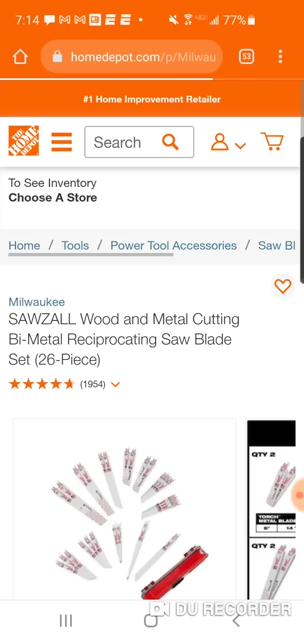 7:14
77%
homedepot.com/p/Milwau
53
#1 Home Improvement Retailer
THE HOME DEPOT
Search
To See Inventory
Choose A Store
Home / Tools / Power Tool Accessories / Saw Bl
Milwaukee
SAWZALL Wood and Metal Cutting
Bi-Metal Reciprocating Saw Blade
Set (26-Piece)
(1954)
QTY 2
TORCH
METAL BLADE
6" 14
QTY 2
DU RECORDER